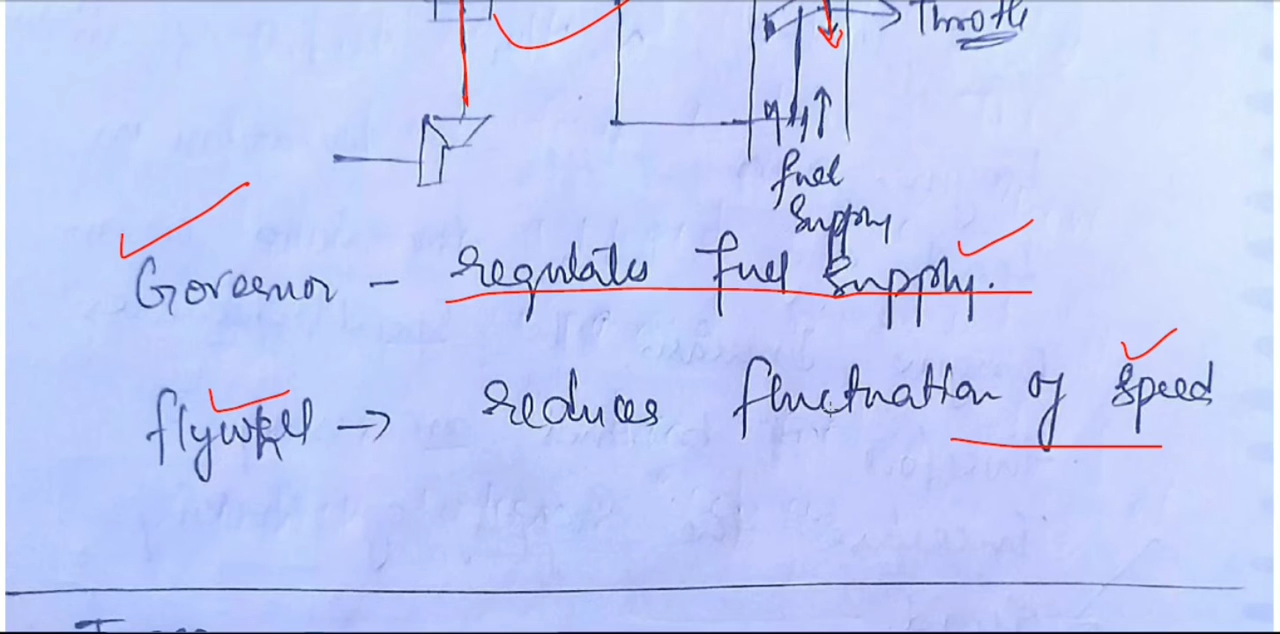 Throttle
fuel
Supply
Governor - regulates fuel Supply.
flywheel → reduces fluctuation of speed